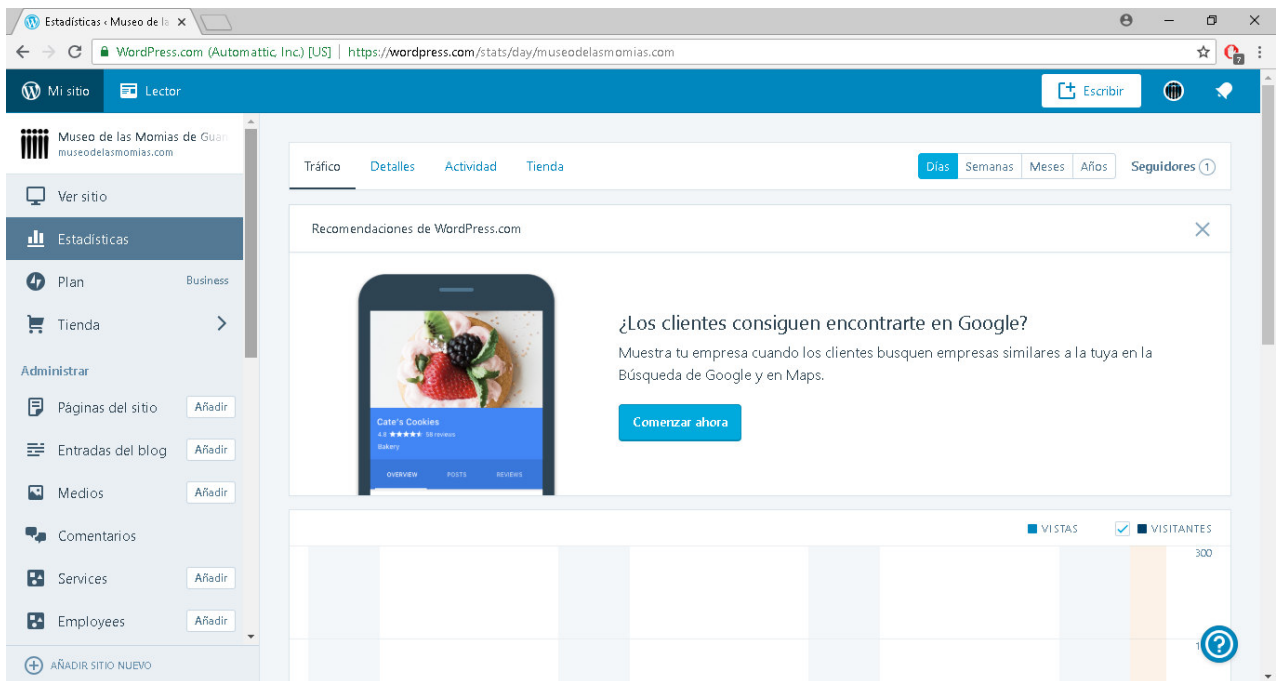 Estadísticas ‹ Museo de la
WordPress.com (Automattic, Inc.) [US] | https://wordpress.com/stats/day/museodelasmomias.com
7
Mi sitio Lector Escribir
Museo de las Momias de Guan
museodelasmomias.com
Ver sitio
Estadísticas
Plan Business
Tienda
Administrar
Páginas del sitio Añadir
Entradas del blog Añadir
Medios Añadir
Comentarios
Services Añadir
Employees Añadir
AÑADIR SITIO NUEVO
Tráfico Detalles Actividad Tienda Días Semanas Meses Años Seguidores 1
Recomendaciones de WordPress.com
Cate's Cookies
4.8 58 reviews
Bakery
OVERVIEW POSTS REVIEWS
¿Los clientes consiguen encontrarte en Google?
Muestra tu empresa cuando los clientes busquen empresas similares a la tuya en la
Búsqueda de Google y en Maps.
Comenzar ahora
VISTAS VISITANTES
300